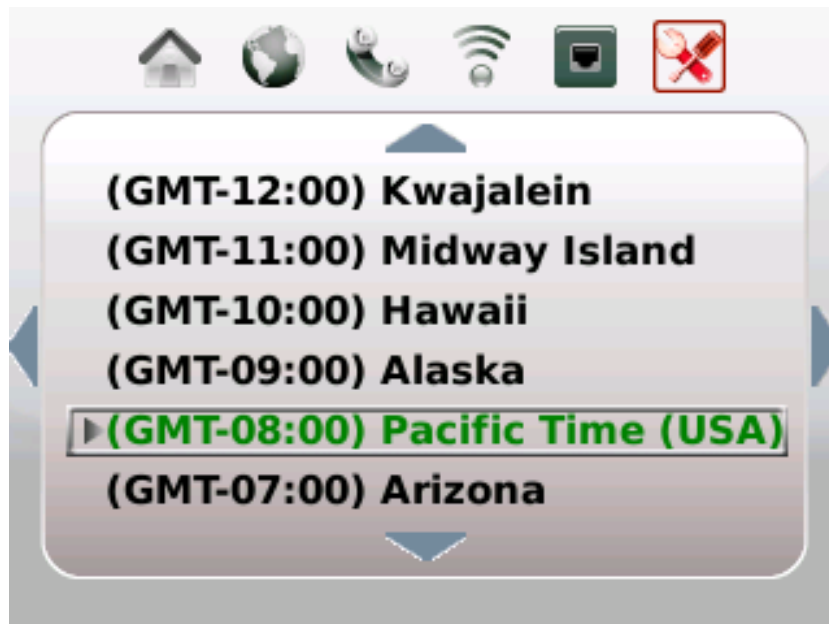 (GMT-12:00) Kwajalein
(GMT-11:00) Midway Island
(GMT-10:00) Hawaii
(GMT-09:00) Alaska
(GMT-08:00) Pacific Time (USA)
(GMT-07:00) Arizona